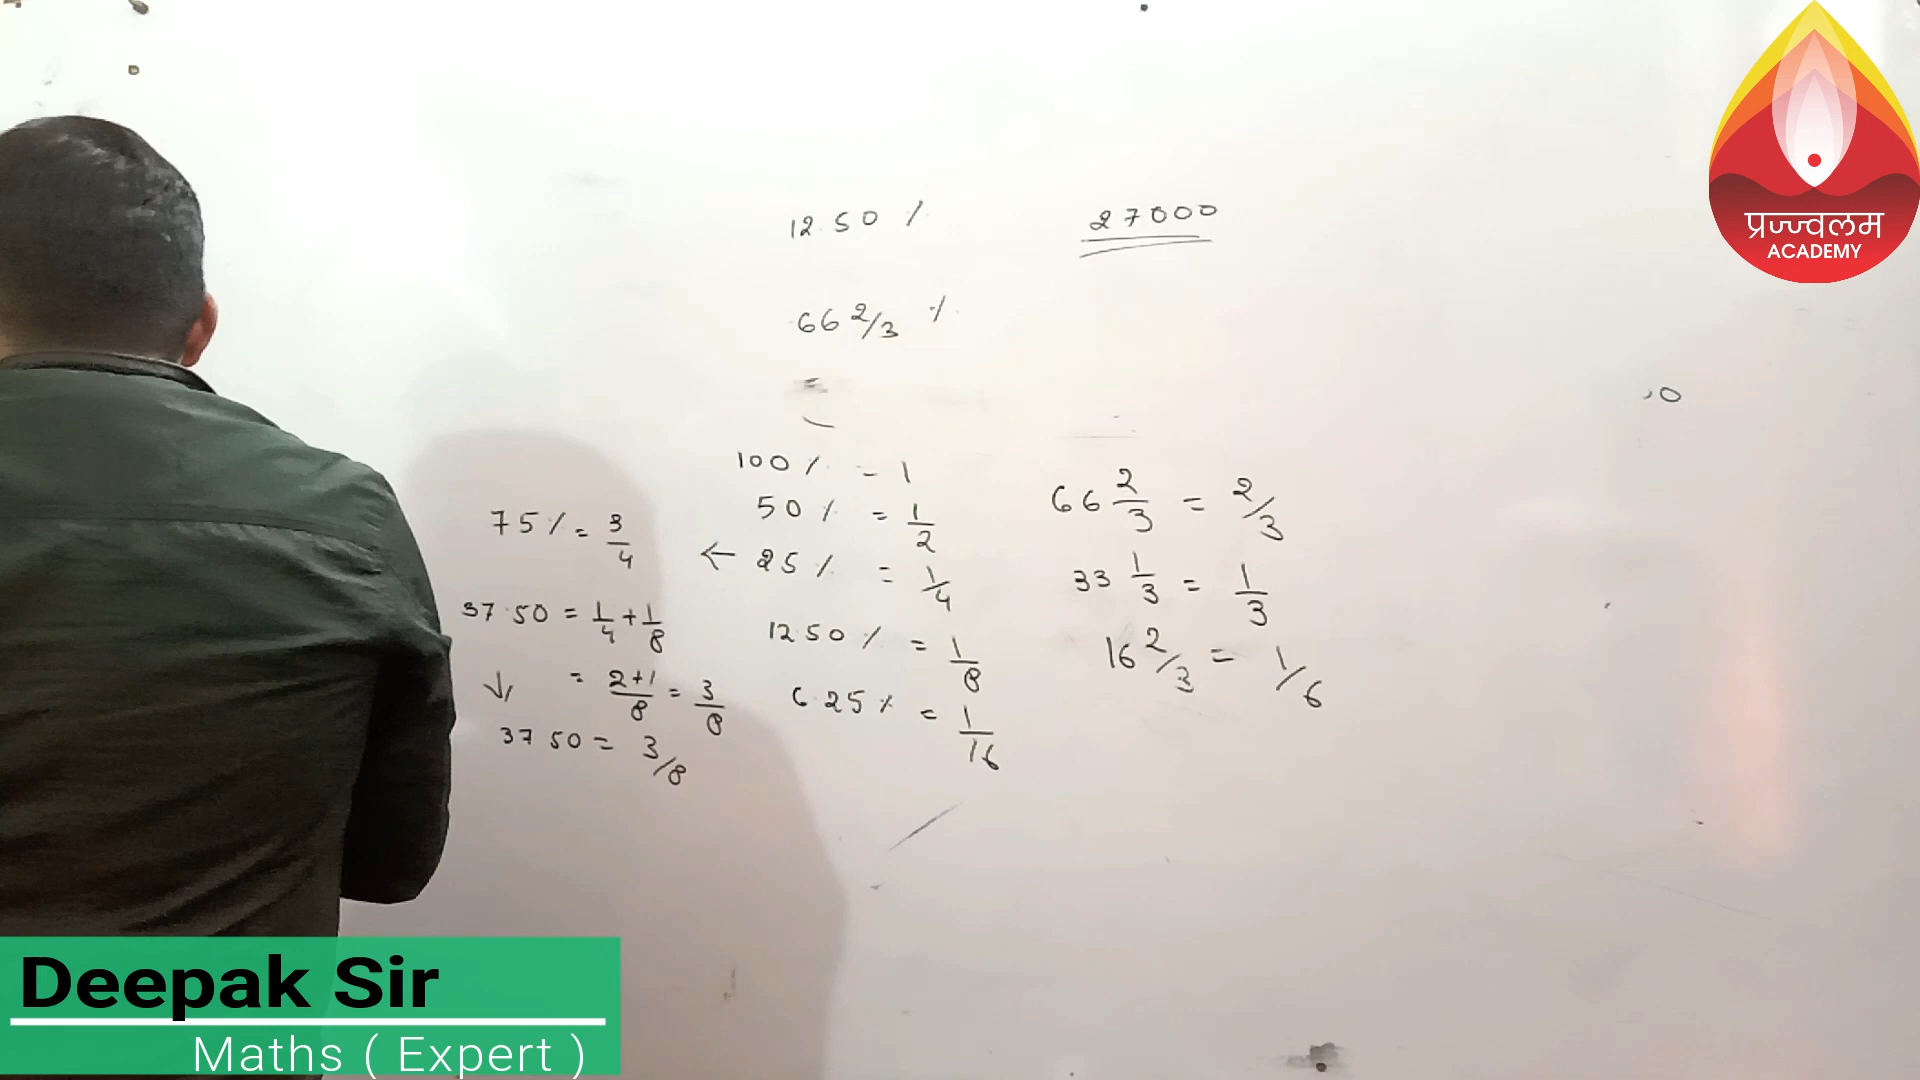 12.50 %
27000
66 2/3 %
100 % = 1
50 % = 1/2
← 25 % = 1/4
12.50 % = 1/8
6.25 % = 1/16
75 % = 3/4
37.50 = 1/4 + 1/8
↓ = 2+1/8 = 3/8
37.50 = 3/8
66 2/3 = 2/3
33 1/3 = 1/3
16 2/3 = 1/6
प्रज्ज्वलम
ACADEMY
Deepak Sir
Maths ( Expert )